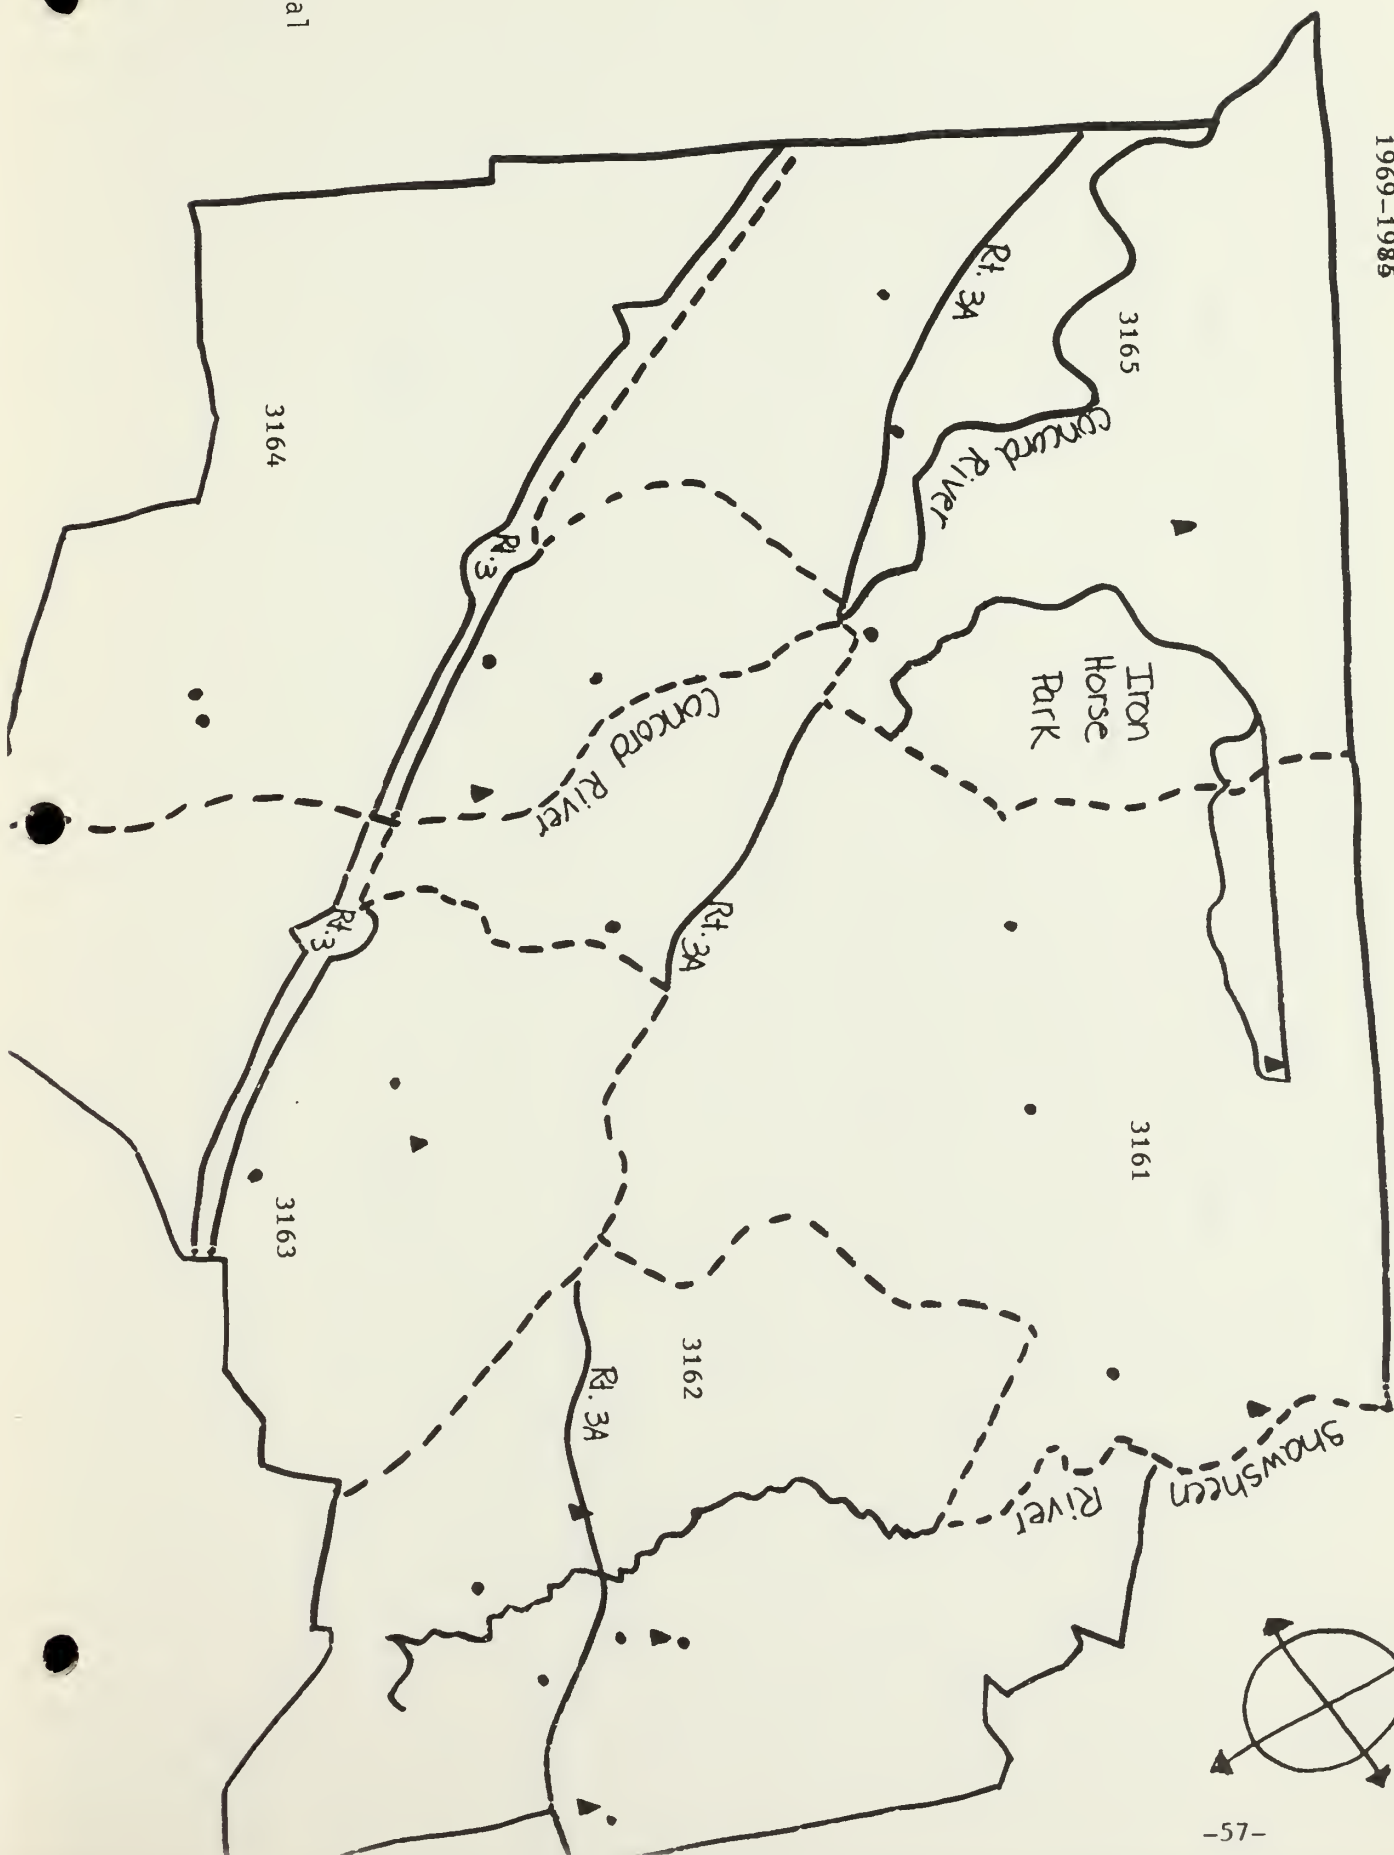 al
1969-1986
3165
Rt. 3A
Concord River
3164
Rt. 3
Iron
Horse
Park
Concord River
Rt. 3A
Rt. 3
3161
3163
3162
Rt. 3A
Shawsheen River
-57-